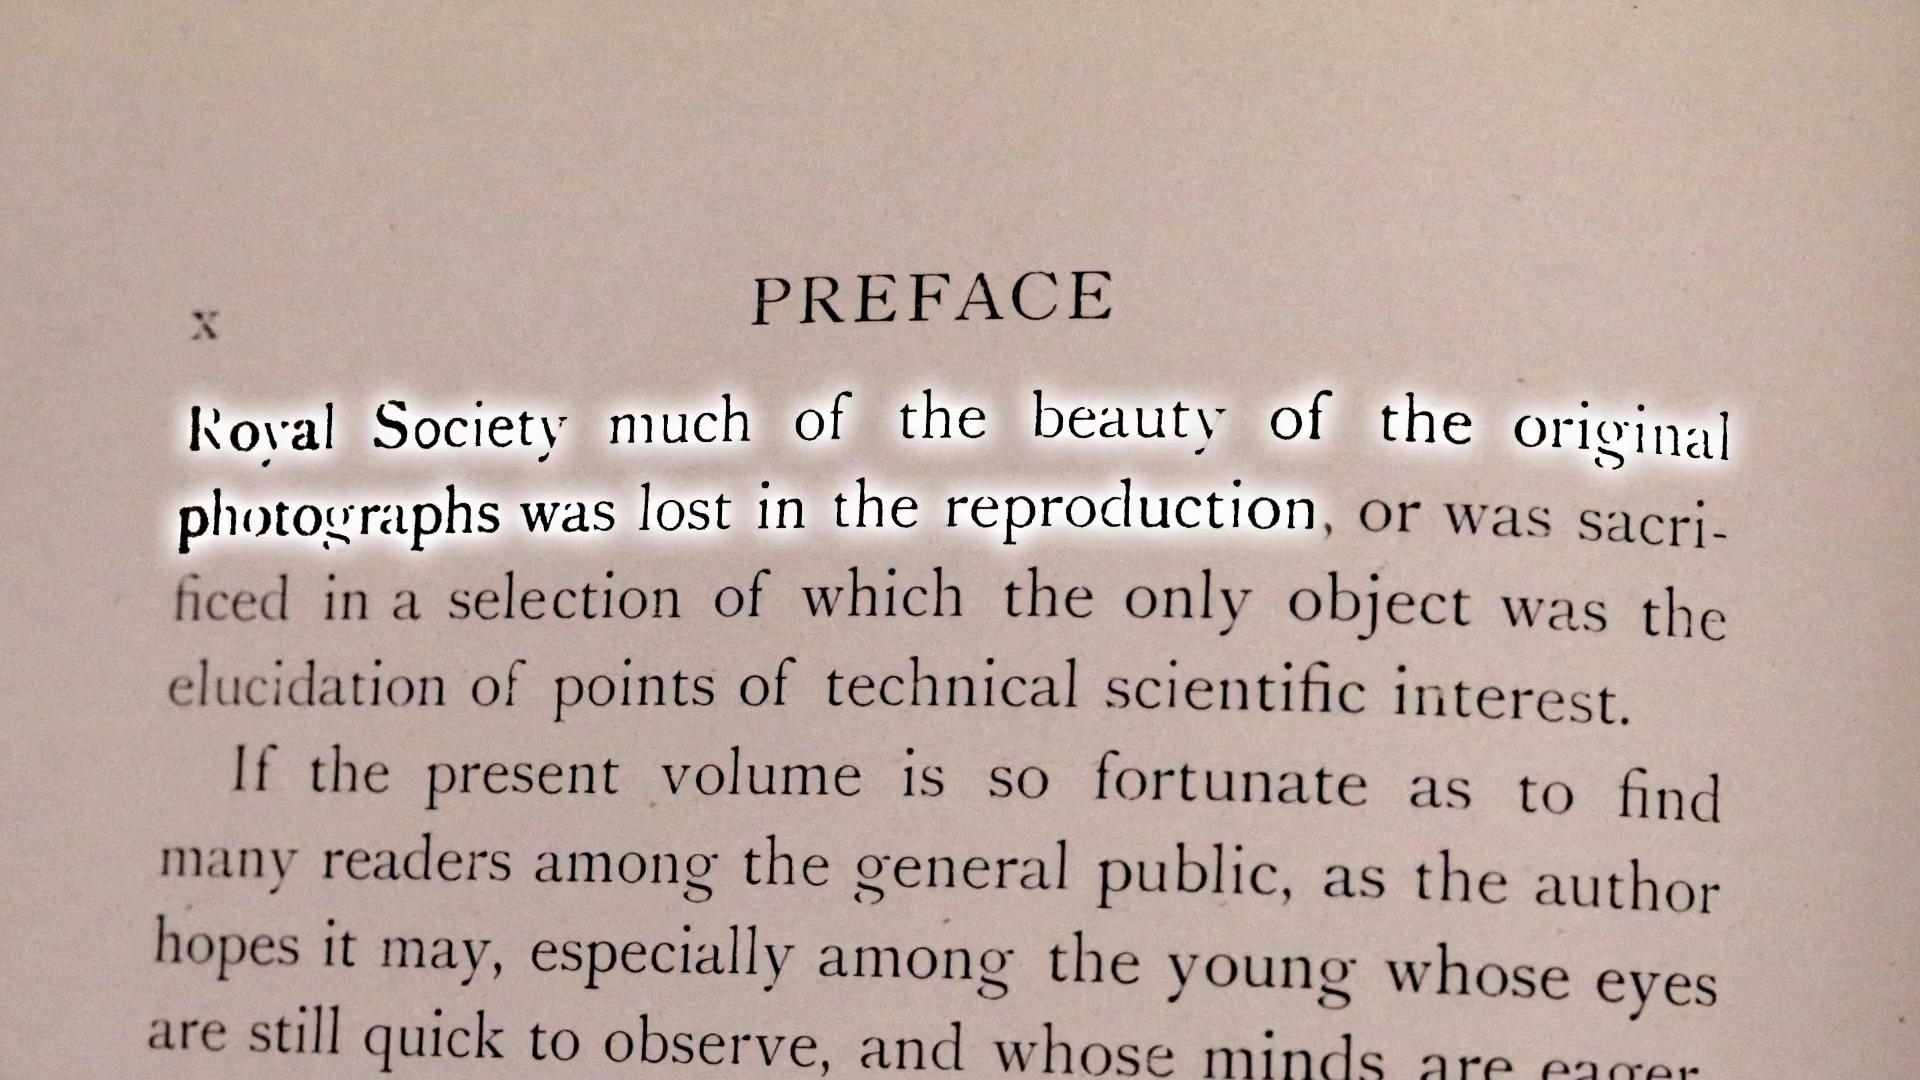 x PREFACE
Royal Society much of the beauty of the original
photographs was lost in the reproduction, or was sacri-
ficed in a selection of which the only object was the
elucidation of points of technical scientific interest.
If the present volume is so fortunate as to find
many readers among the general public, as the author
hopes it may, especially among the young whose eyes
are still quick to observe, and whose minds are eager,